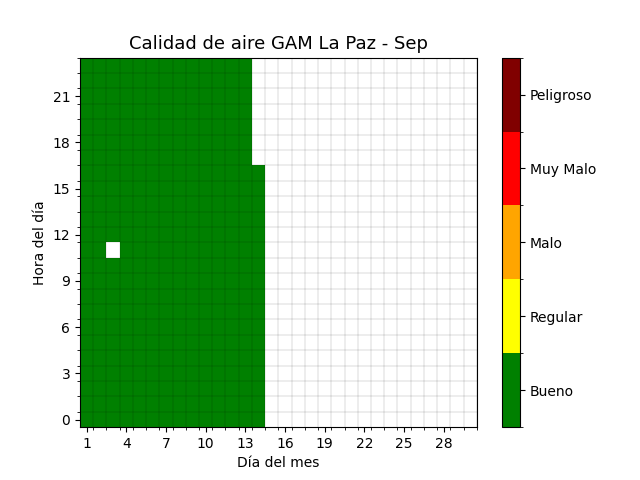 Calidad de aire GAM La Paz - Sep
Hora del día
21
18
15
12
9
6
3
0
1 4 7 10 13 16 19 22 25 28
Día del mes
Peligroso
Muy Malo
Malo
Regular
Bueno